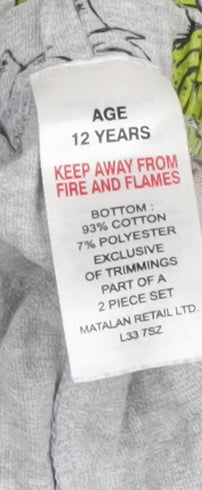 AGE
12 YEARS
KEEP AWAY FROM
FIRE AND FLAMES
BOTTOM :
93% COTTON
7% POLYESTER
EXCLUSIVE
OF TRIMMINGS
PART OF A
2 PIECE SET
MATALAN RETAIL LTD.
L33 7SZ